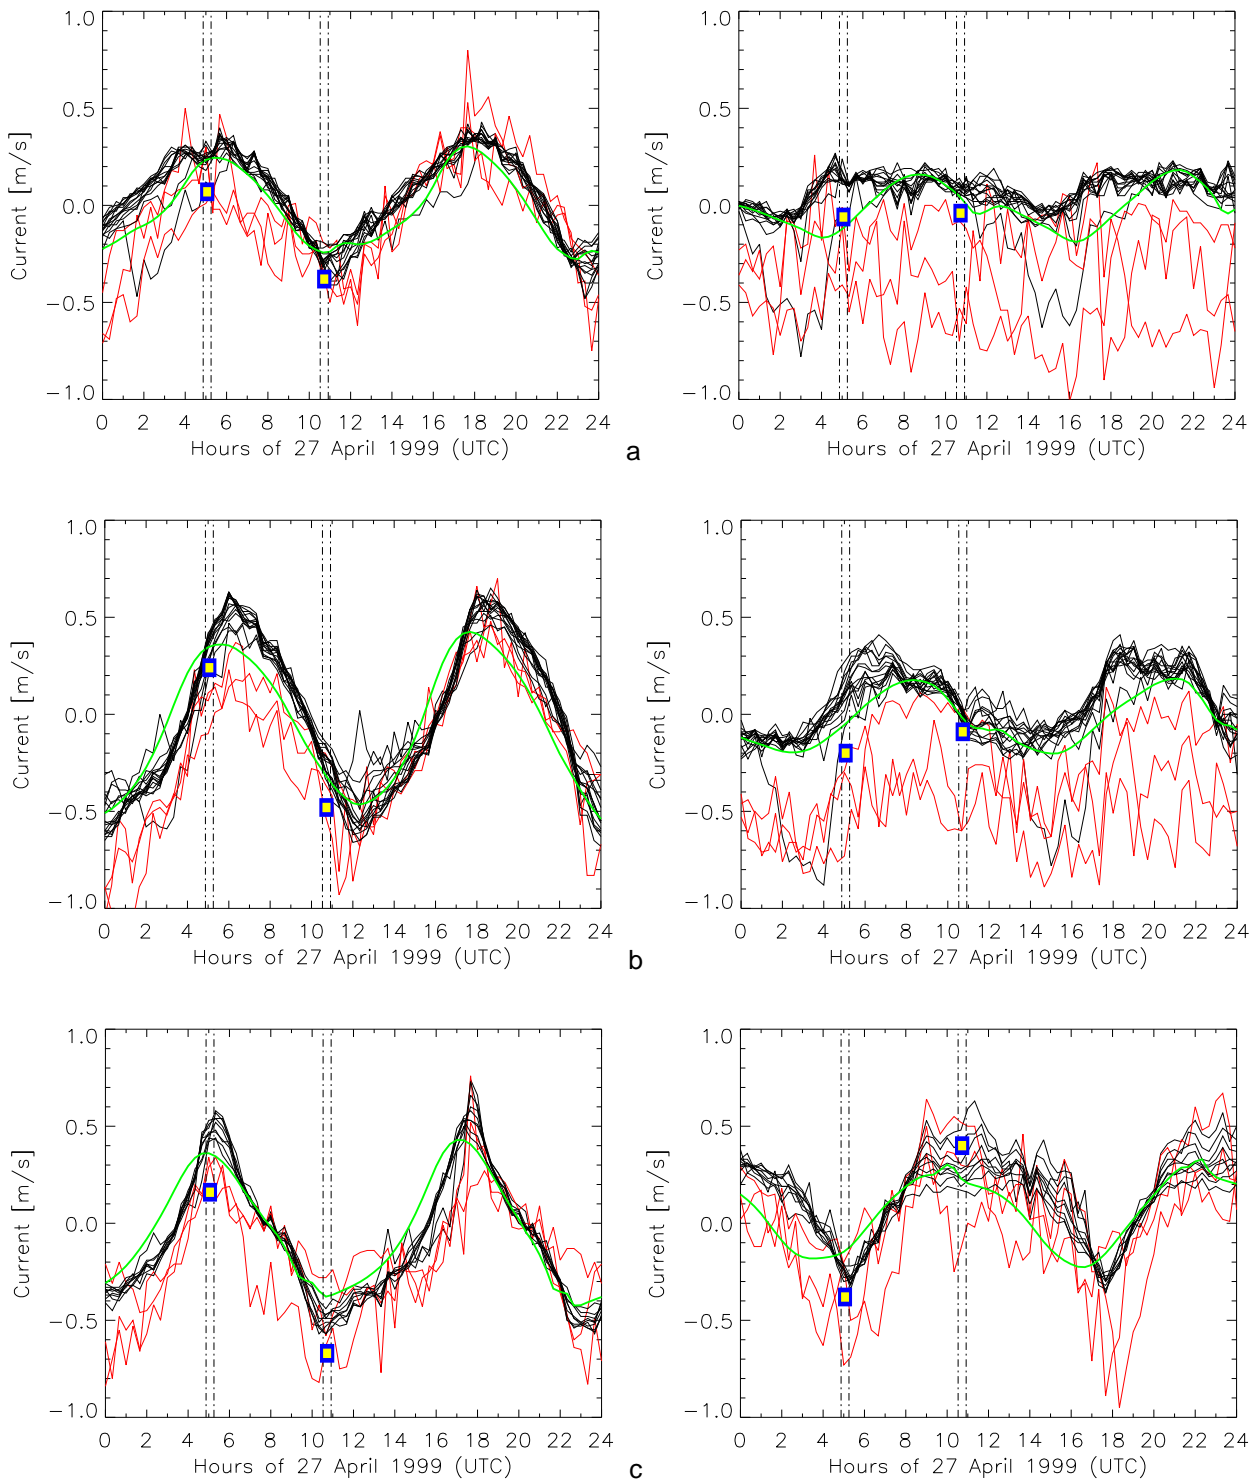 1.0 1.0
0.5 0.5
0.0 0.0
−0.5 −0.5
−1.0 −1.0
Current [m/s] Current [m/s]
0 2 4 6 8 10 12 14 16 18 20 22 24 0 2 4 6 8 10 12 14 16 18 20 22 24
Hours of 27 April 1999 (UTC) Hours of 27 April 1999 (UTC)
a
1.0 1.0
0.5 0.5
0.0 0.0
−0.5 −0.5
−1.0 −1.0
Current [m/s] Current [m/s]
0 2 4 6 8 10 12 14 16 18 20 22 24 0 2 4 6 8 10 12 14 16 18 20 22 24
Hours of 27 April 1999 (UTC) Hours of 27 April 1999 (UTC)
b
1.0 1.0
0.5 0.5
0.0 0.0
−0.5 −0.5
−1.0 −1.0
Current [m/s] Current [m/s]
0 2 4 6 8 10 12 14 16 18 20 22 24 0 2 4 6 8 10 12 14 16 18 20 22 24
Hours of 27 April 1999 (UTC) Hours of 27 April 1999 (UTC)
c